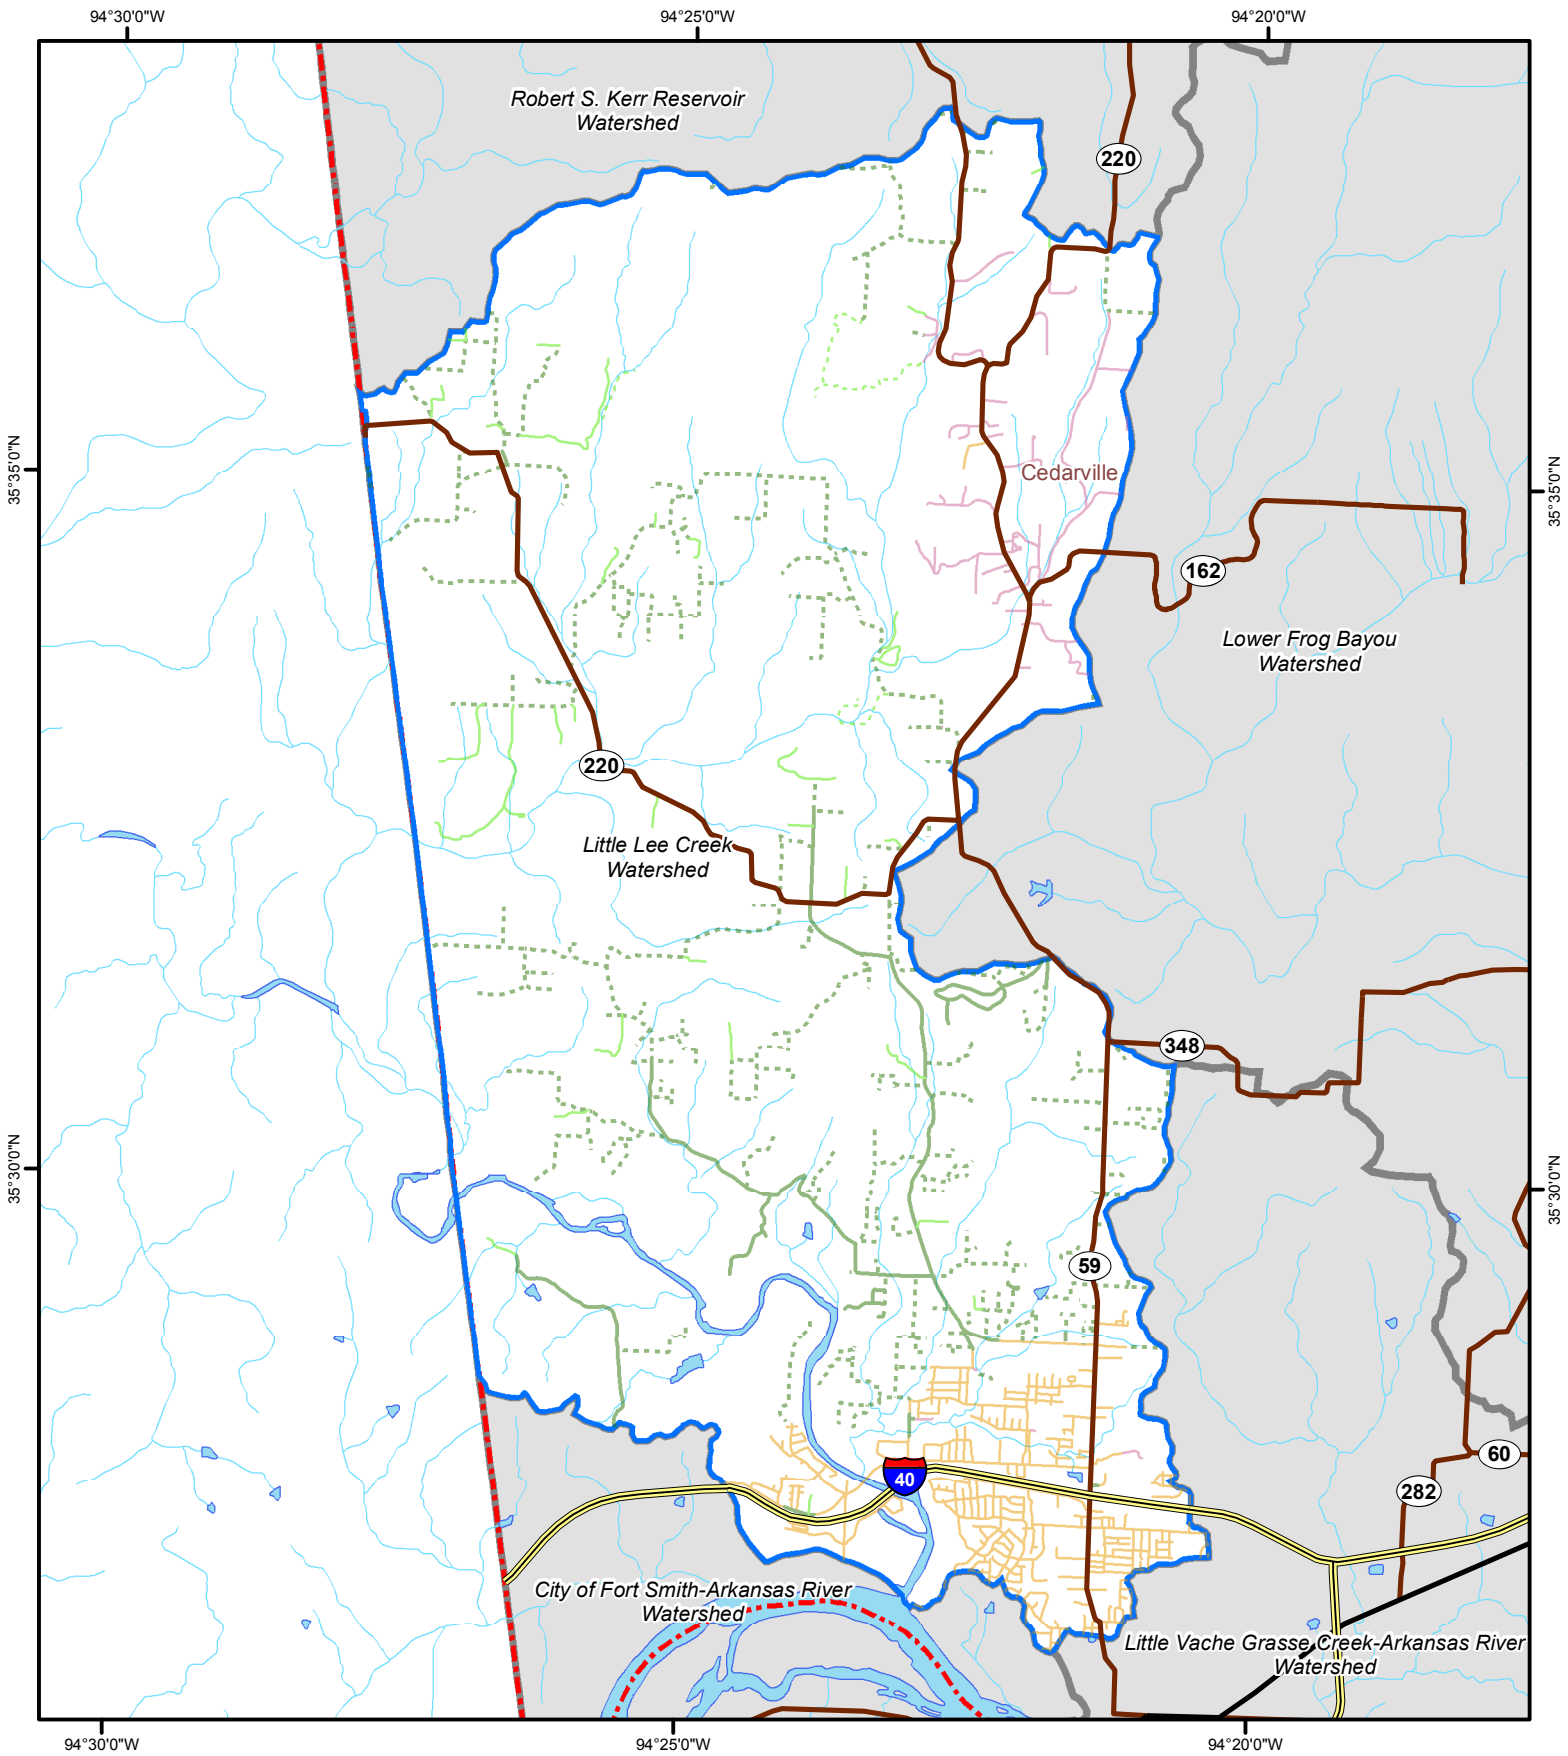 94°30'0"W
94°25'0"W
94°20'0"W
Robert S. Kerr Reservoir
Watershed
220
35°35'0"N
35°35'0"N
Cedarville
162
Lower Frog Bayou
Watershed
220
Little Lee Creek
Watershed
348
35°30'0"N
35°30'0"N
59
60
40
282
City of Fort Smith-Arkansas River
Watershed
Little Vache Grasse Creek-Arkansas River
Watershed
94°30'0"W
94°25'0"W
94°20'0"W